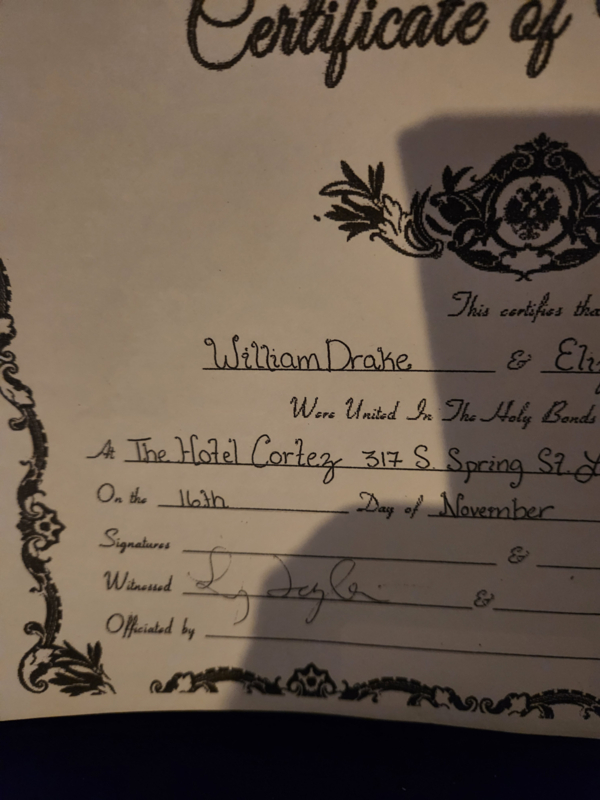 Certificate of
This certifies tha
William Drake & Eli
Were United In The Holy Bonds
At The Hotel Cortez 317 S. Spring St. L
On the 16th Day of November
Signatures &
Witnessed &
Officiated by